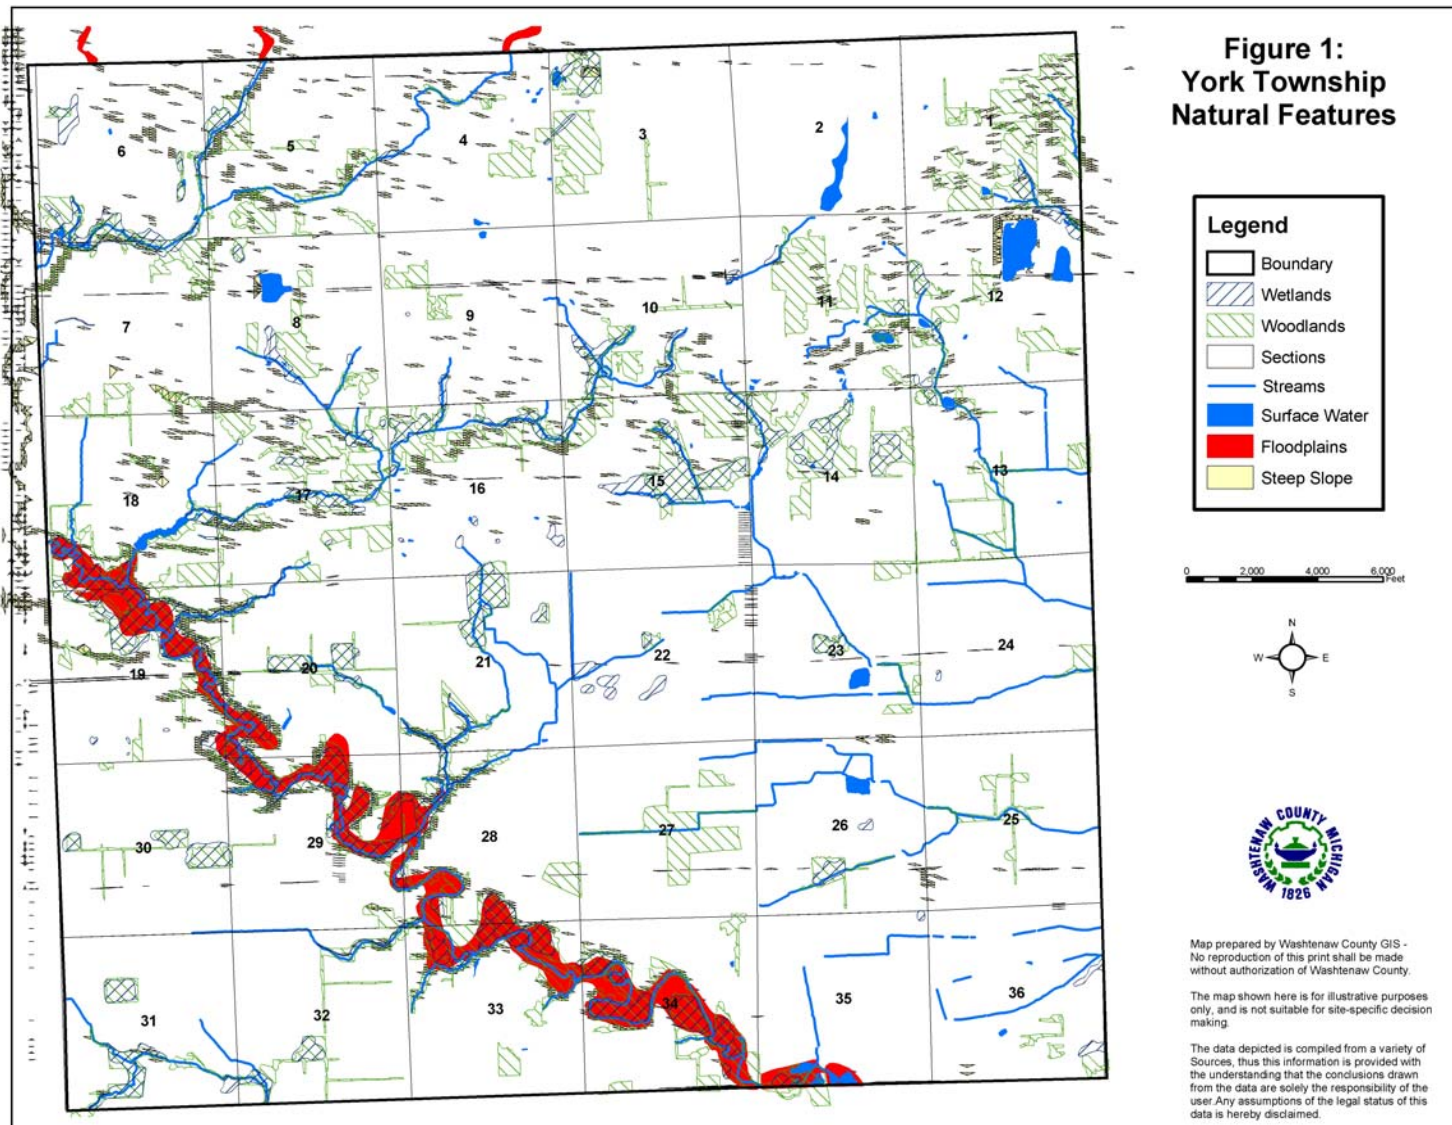 Figure 1:
York Township
Natural Features
Legend
Boundary
Wetlands
Woodlands
Sections
Streams
Surface Water
Floodplains
Steep Slope
0 2,000 4,000 6,000
Feet
N
W E
S
WASHTENAW COUNTY MICHIGAN
1826
Map prepared by Washtenaw County GIS -
No reproduction of this print shall be made
without authorization of Washtenaw County.
The map shown here is for illustrative purposes
only, and is not suitable for site-specific decision
making.
The data depicted is compiled from a variety of
Sources, thus this information is provided with
the understanding that the conclusions drawn
from the data are solely the responsibility of the
user.Any assumptions of the legal status of this
data is hereby disclaimed.
6 5 4 3 2 1
7 8 9 10 11 12
18 17 16 15 14 13
19 20 21 22 23 24
30 29 28 27 26 25
31 32 33 34 35 36